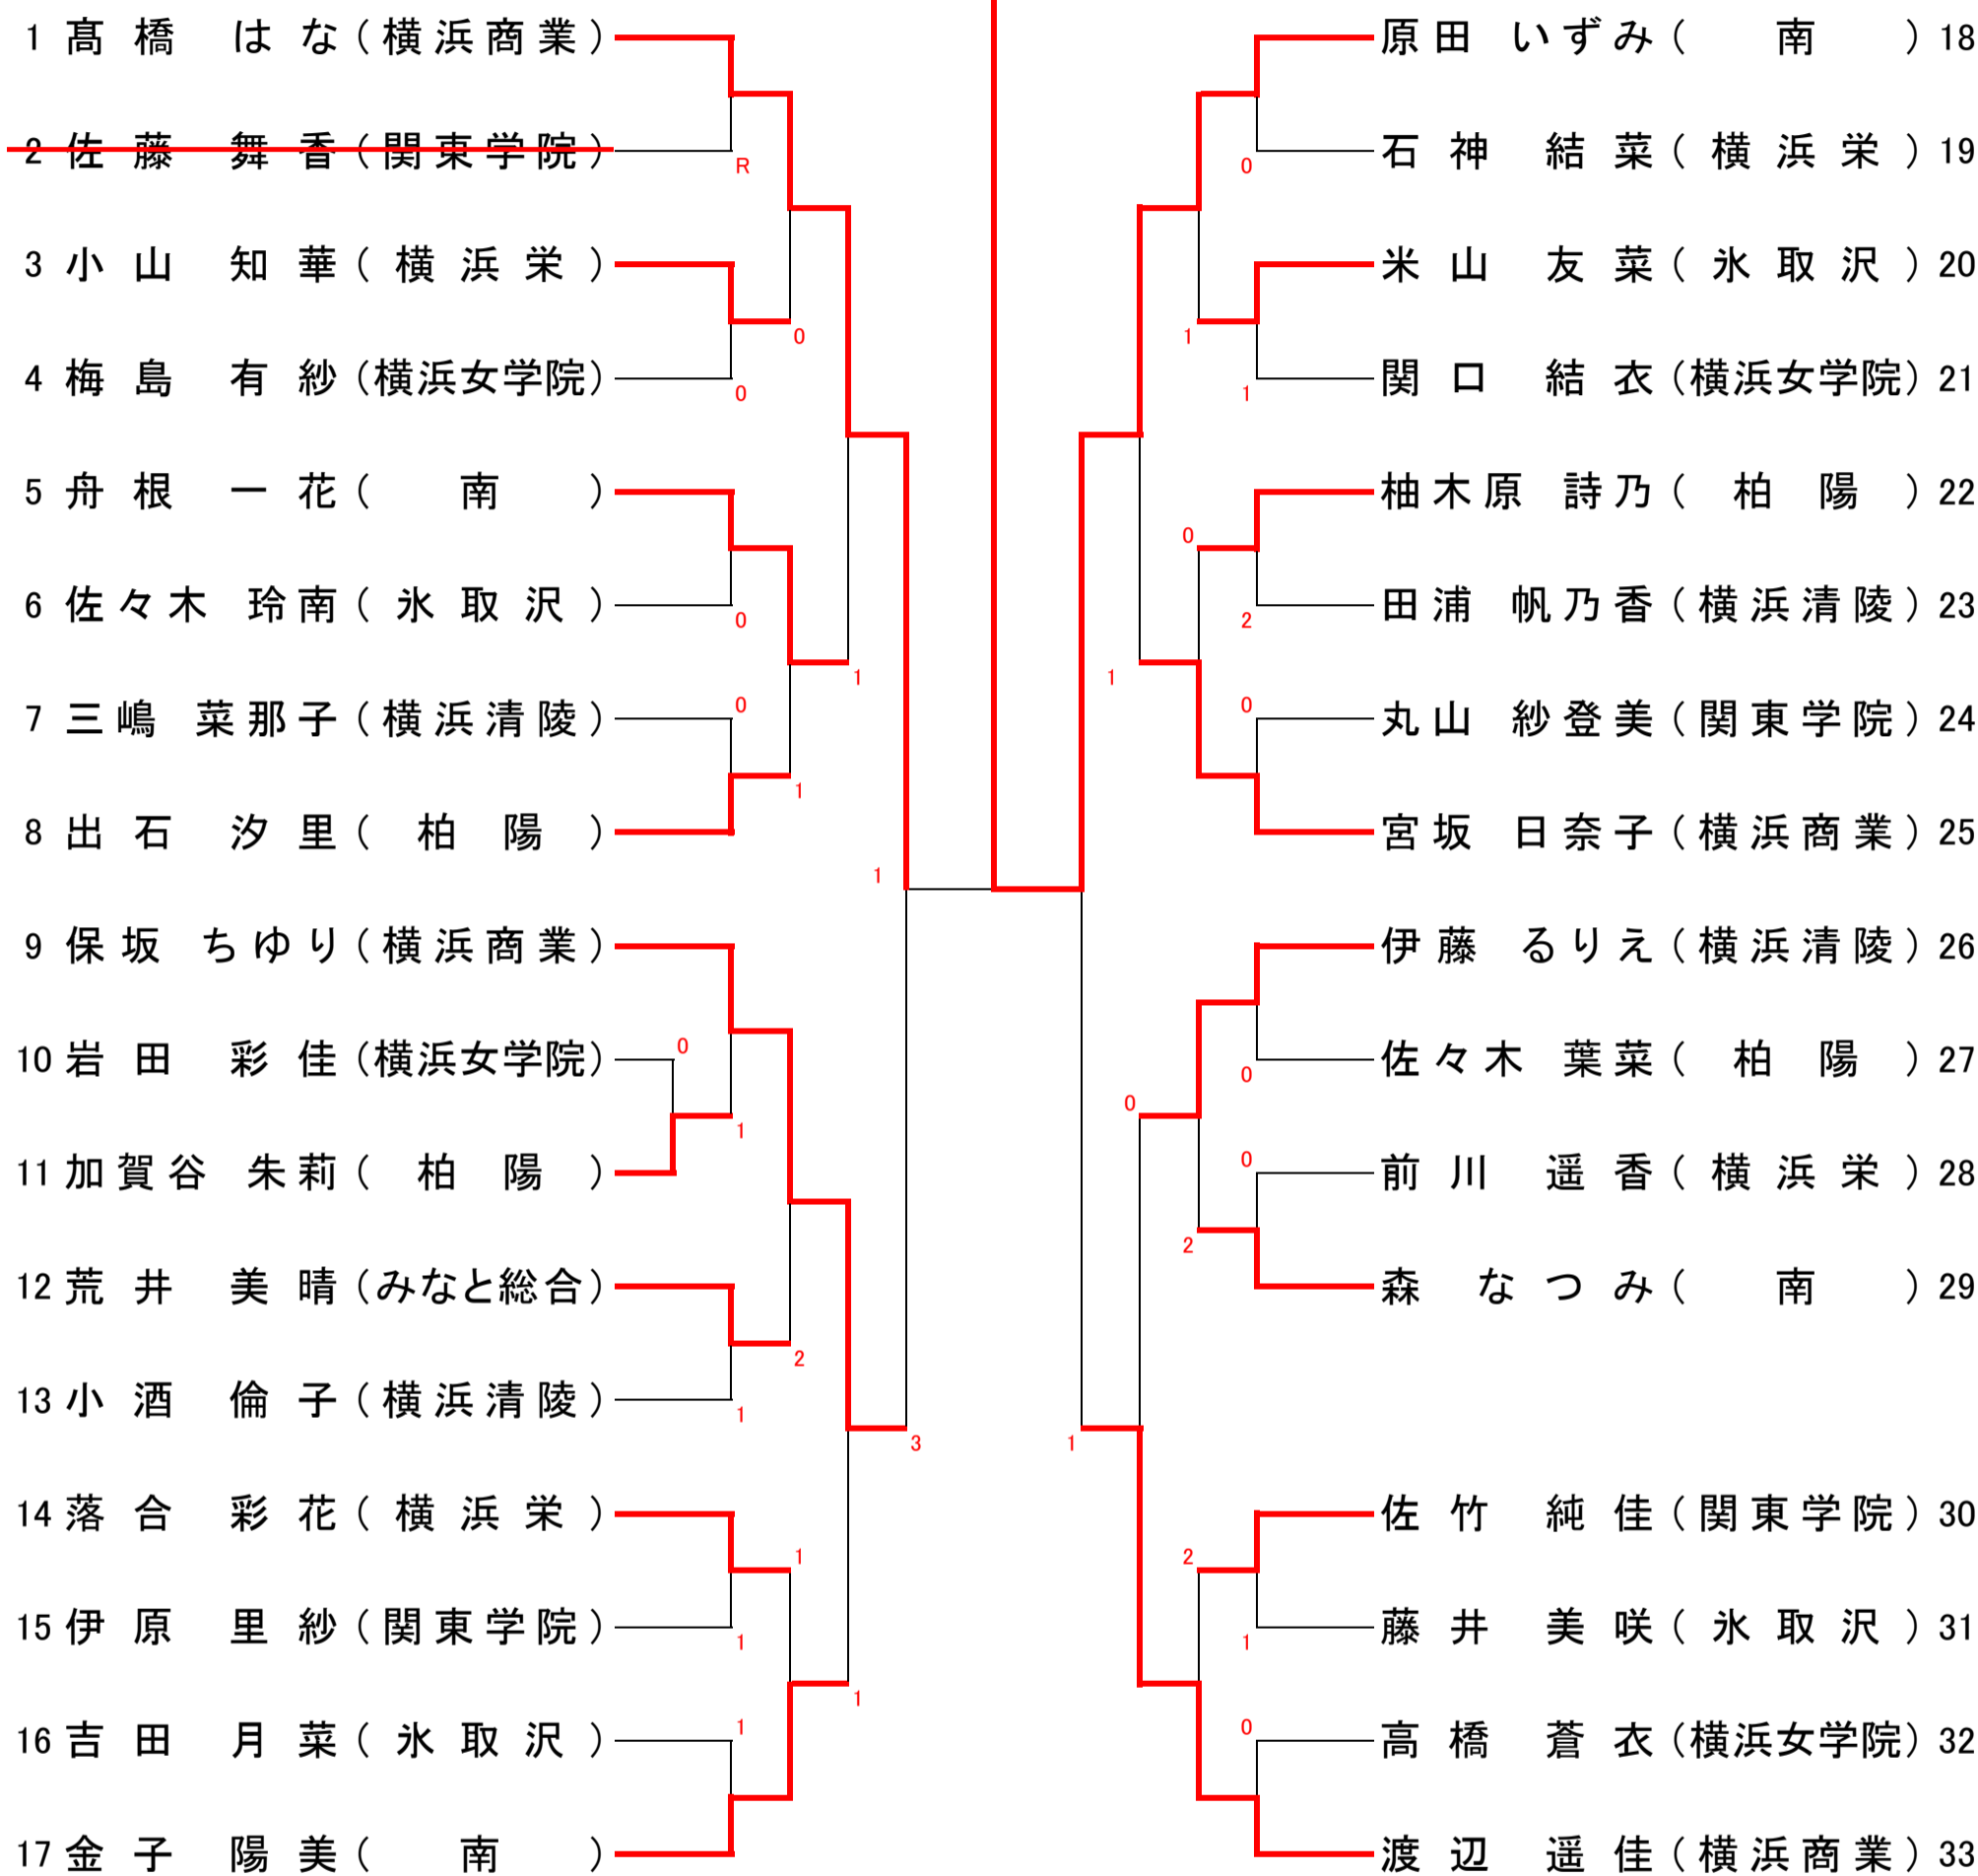 1 髙橋 はな(横浜商業)
2 佐藤 舞香(関東学院)
R
3 小山 知華(横浜栄)
0
4 梅島 有紗(横浜女学院)
0
5 舟根 一花(南)
6 佐々木 玲南(氷取沢)
0
1
7 三嶋 菜那子(横浜清陵)
0
1
8 出石 汐里(柏陽)
1
9 保坂 ちゆり(横浜商業)
10 岩田 彩佳(横浜女学院)
0
1
11 加賀谷 朱莉(柏陽)
12 荒井 美晴(みなと総合)
2
13 小酒 倫子(横浜清陵)
1
3
14 落合 彩花(横浜栄)
1
15 伊原 里紗(関東学院)
1
1
16 吉田 月菜(氷取沢)
1
17 金子 陽美(南)
原田 いずみ(南) 18
石神 結菜(横浜栄) 19
0
米山 友菜(氷取沢) 20
1
関口 結衣(横浜女学院) 21
1
柚木原 詩乃(柏陽) 22
0
田浦 帆乃香(横浜清陵) 23
2
1
丸山 紗登美(関東学院) 24
0
宮坂 日奈子(横浜商業) 25
伊藤 るりえ(横浜清陵) 26
佐々木 葉菜(柏陽) 27
0
0
前川 遥香(横浜栄) 28
0
2
森 なつみ(南) 29
1
佐竹 純佳(関東学院) 30
2
藤井 美咲(氷取沢) 31
1
高橋 蒼衣(横浜女学院) 32
0
渡辺 遥佳(横浜商業) 33